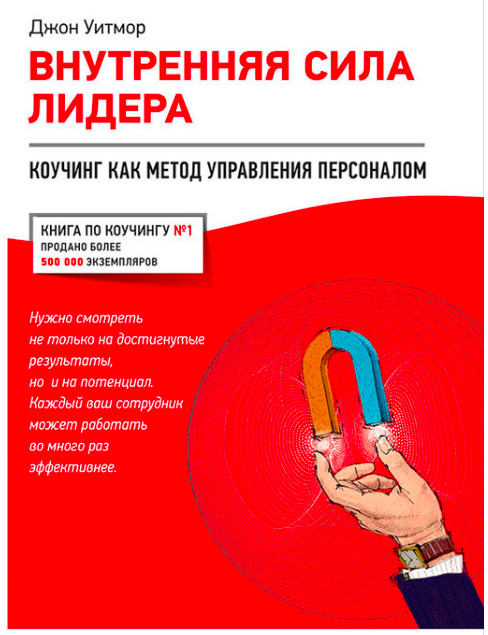 Джон Уитмор
ВНУТРЕННЯЯ СИЛА
ЛИДЕРА
КОУЧИНГ КАК МЕТОД УПРАВЛЕНИЯ ПЕРСОНАЛОМ
КНИГА ПО КОУЧИНГУ №1
ПРОДАНО БОЛЕЕ
500 000 ЭКЗЕМПЛЯРОВ
Нужно смотреть
не только на достигнутые
результаты,
но и на потенциал.
Каждый ваш сотрудник
может работать
во много раз
эффективнее.